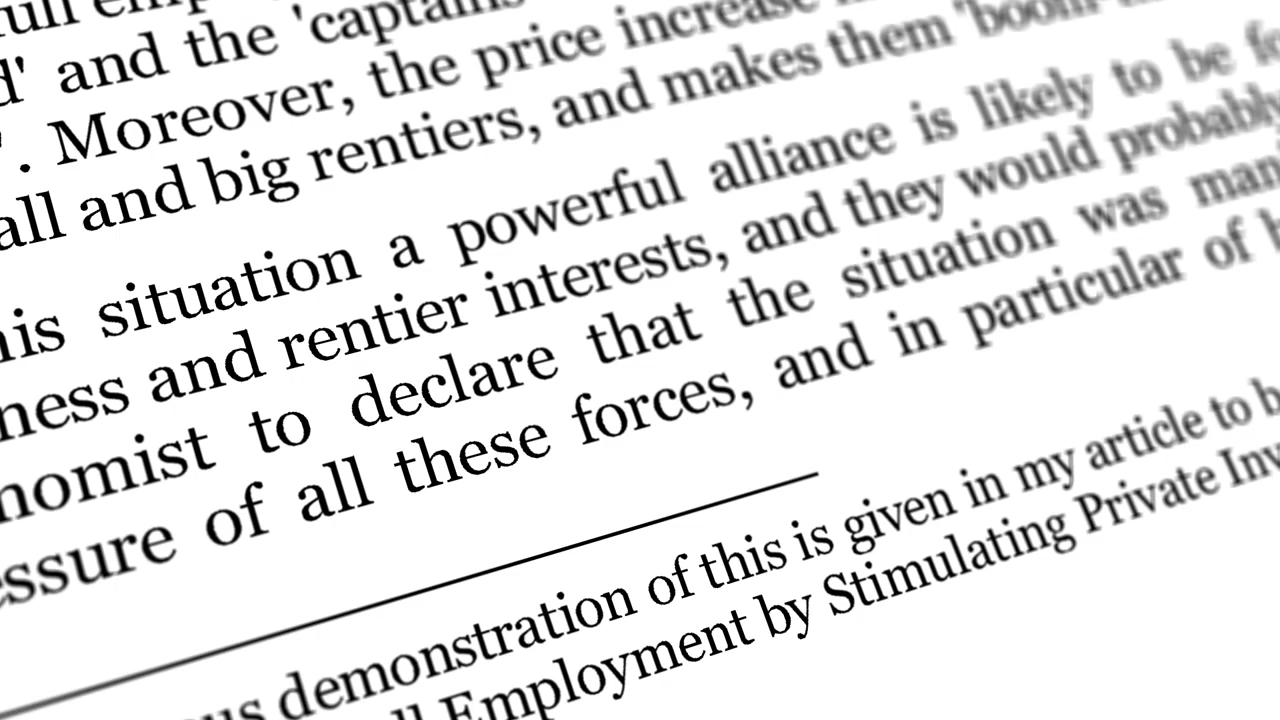 full
d' and the 'captains
'. Moreover, the price increase
all and big rentiers, and makes them 'boom
his situation a powerful alliance is likely to be
ness and rentier interests, and they would probably
nomist to declare that the situation was
essure of all these forces, and in particular of
demonstration of this is given in my article to
Employment by Stimulating Private